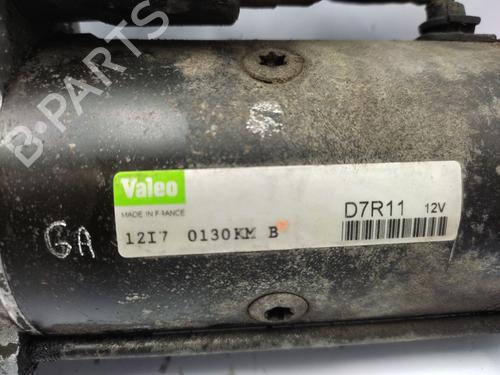 B-PARTS
Valeo
MADE IN FRANCE
D7R11 12V
12I7 0130KM B
GA